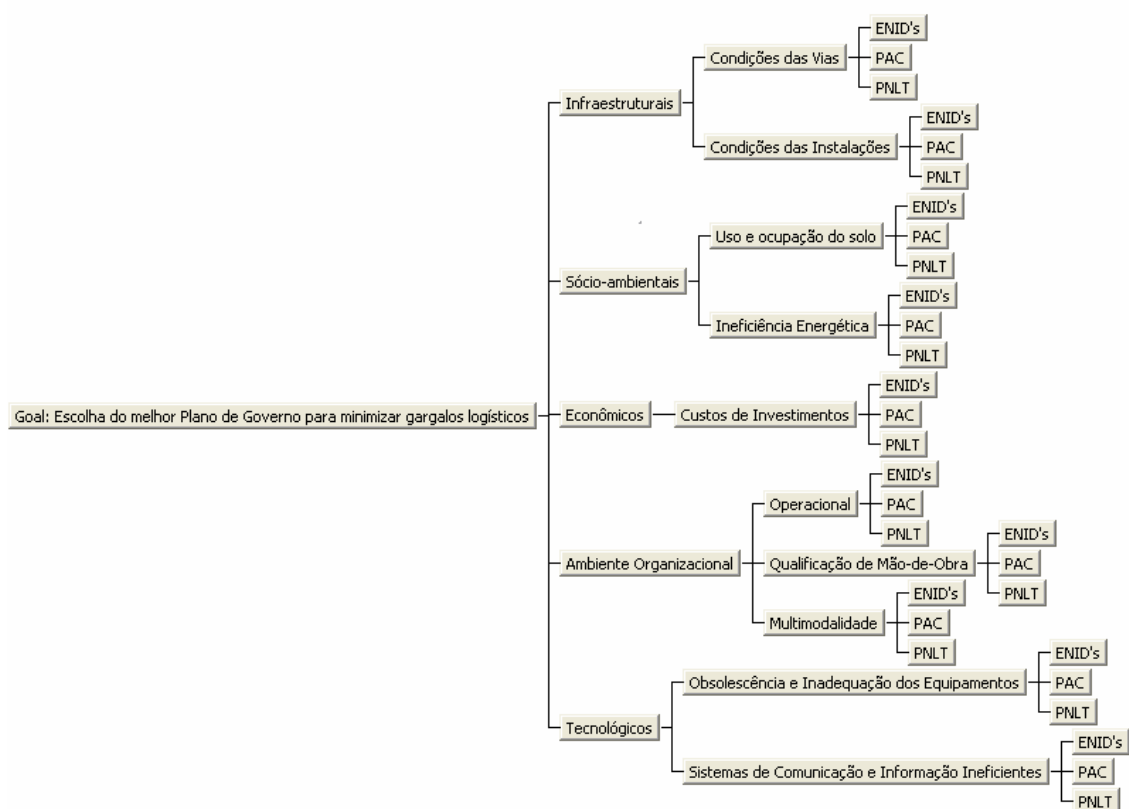 Goal: Escolha do melhor Plano de Governo para minimizar gargalos logísticos
Infraestruturais
Condições das Vias
ENID's
PAC
PNLT
Condições das Instalações
ENID's
PAC
PNLT
Sócio-ambientais
Uso e ocupação do solo
ENID's
PAC
PNLT
Ineficiência Energética
ENID's
PAC
PNLT
Econômicos
Custos de Investimentos
ENID's
PAC
PNLT
Ambiente Organizacional
Operacional
ENID's
PAC
PNLT
Qualificação de Mão-de-Obra
ENID's
PAC
PNLT
Multimodalidade
ENID's
PAC
PNLT
Tecnológicos
Obsolescência e Inadequação dos Equipamentos
ENID's
PAC
PNLT
Sistemas de Comunicação e Informação Ineficientes
ENID's
PAC
PNLT